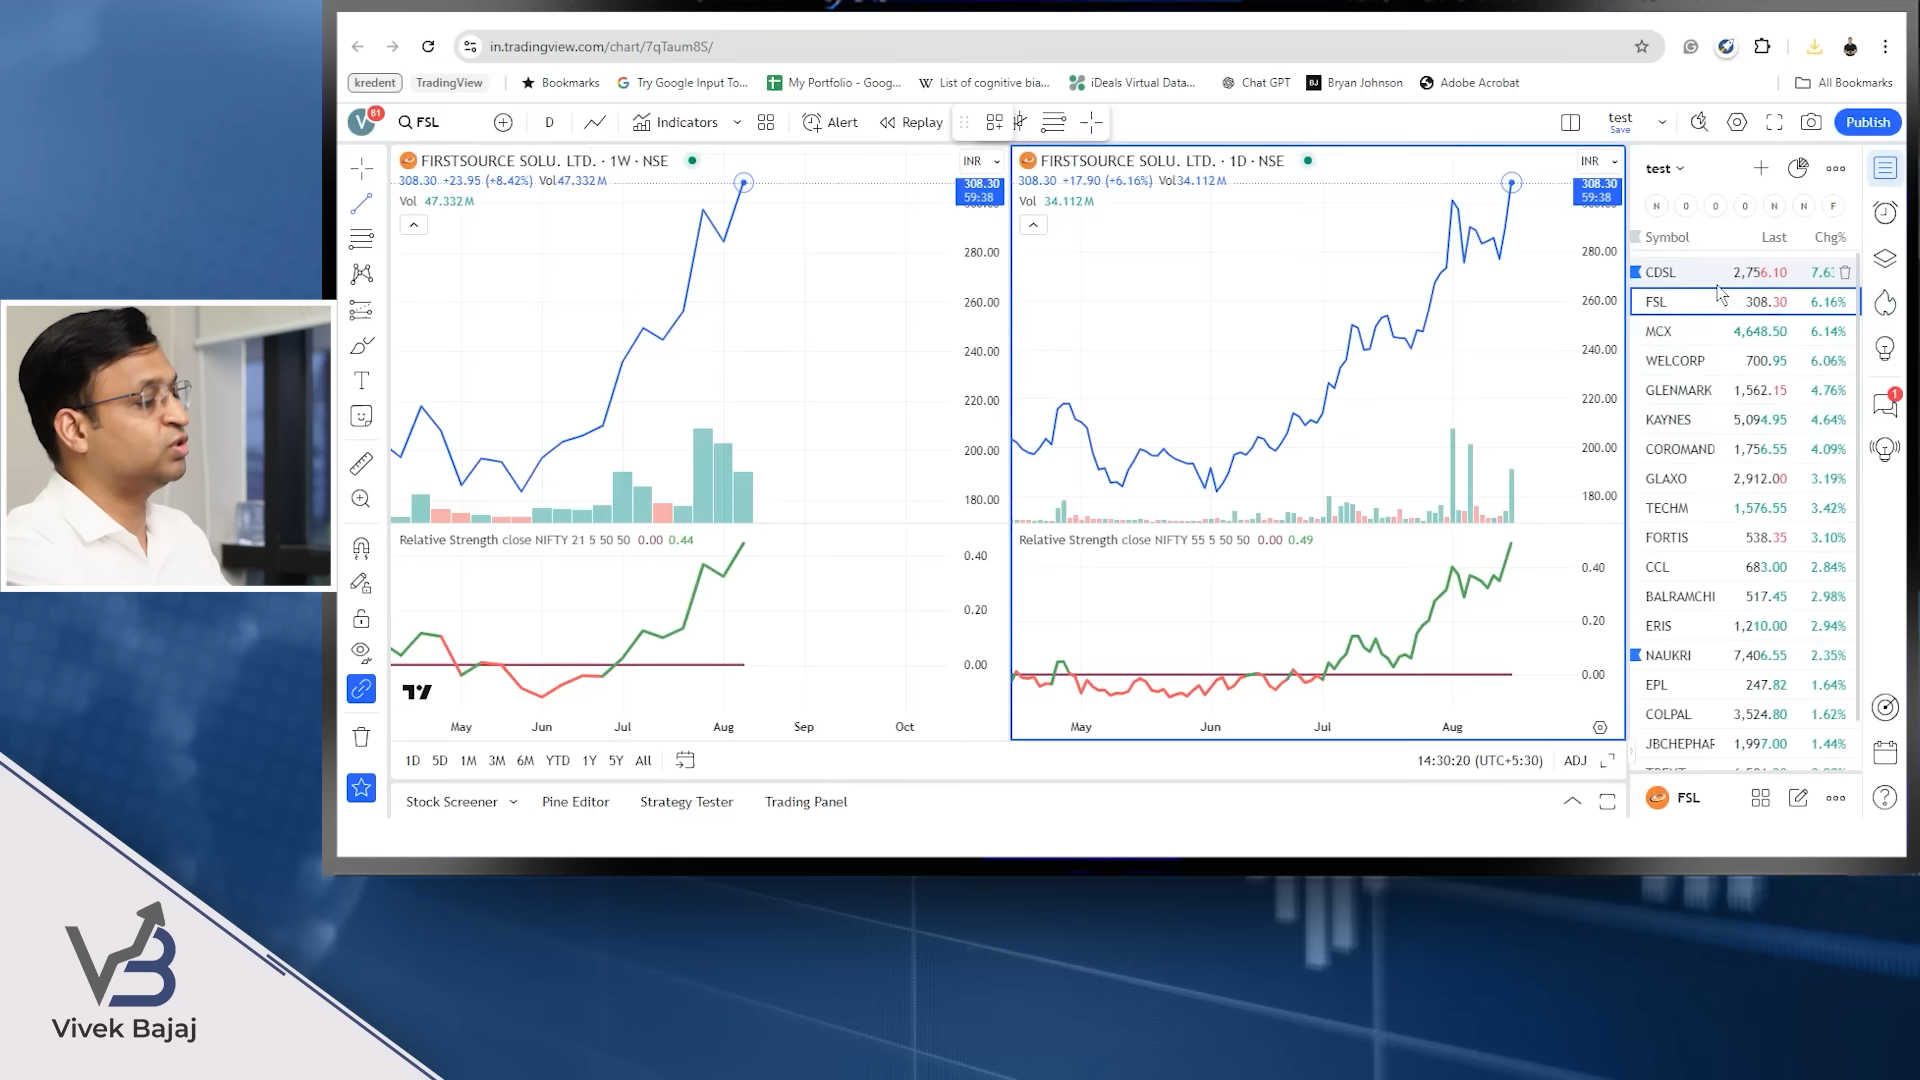 in.tradingview.com/chart/7qTaum8S/
kredent TradingView Bookmarks Try Google Input To... My Portfolio - Goog... List of cognitive bia... iDeals Virtual Data... Chat GPT BJ Bryan Johnson Adobe Acrobat All Bookmarks
V 81 FSL D Indicators Alert Replay test Save Publish
FIRSTSOURCE SOLU. LTD. · 1W · NSE
INR
308.30 +23.95 (+8.42%) Vol47.332M
Vol 47.332M
308.30
59:38
280.00
260.00
240.00
220.00
200.00
180.00
Relative Strength close NIFTY 21 5 50 50 0.00 0.44
0.40
0.20
0.00
May Jun Jul Aug Sep Oct
FIRSTSOURCE SOLU. LTD. · 1D · NSE
INR
308.30 +17.90 (+6.16%) Vol34.112M
Vol 34.112M
308.30
59:38
280.00
260.00
240.00
220.00
200.00
180.00
Relative Strength close NIFTY 55 5 50 50 0.00 0.49
0.40
0.20
0.00
May Jun Jul Aug
1D 5D 1M 3M 6M YTD 1Y 5Y All
14:30:20 (UTC+5:30) ADJ
Stock Screener Pine Editor Strategy Tester Trading Panel
test
N O O O N N F
Symbol Last Chg%
CDSL 2,756.10 7.6
FSL 308.30 6.16%
MCX 4,648.50 6.14%
WELCORP 700.95 6.06%
GLENMARK 1,562.15 4.76%
KAYNES 5,094.95 4.64%
COROMAND 1,756.55 4.09%
GLAXO 2,912.00 3.19%
TECHM 1,576.55 3.42%
FORTIS 538.35 3.10%
CCL 683.00 2.84%
BALRAMCHI 517.45 2.98%
ERIS 1,210.00 2.94%
NAUKRI 7,406.55 2.35%
EPL 247.82 1.64%
COLPAL 3,524.80 1.62%
JBCHEPHAR 1,997.00 1.44%
FSL
1
VB
Vivek Bajaj